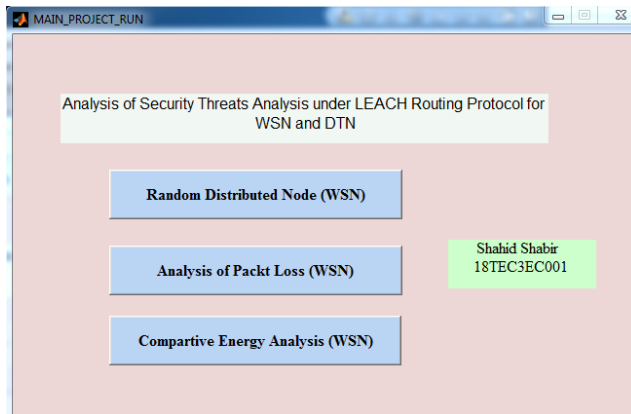 MAIN_PROJECT_RUN
Analysis of Security Threats Analysis under LEACH Routing Protocol for
WSN and DTN
Random Distributed Node (WSN)
Analysis of Packt Loss (WSN)
Shahid Shabir
18TEC3EC001
Compartive Energy Analysis (WSN)